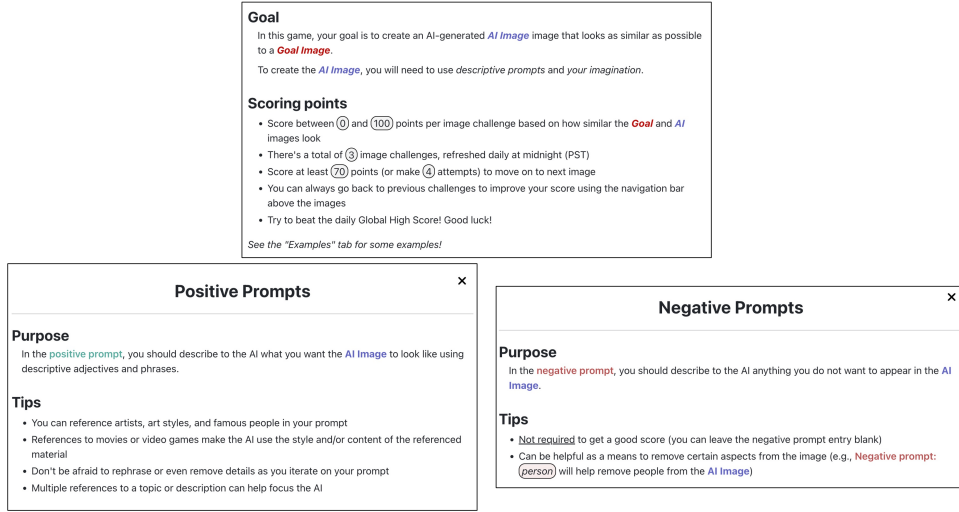 Goal
In this game, your goal is to create an AI-generated AI Image image that looks as similar as possible
to a Goal Image.
To create the AI Image, you will need to use descriptive prompts and your imagination.
Scoring points
• Score between 0 and 100 points per image challenge based on how similar the Goal and AI
images look
• There's a total of 3 image challenges, refreshed daily at midnight (PST)
• Score at least 70 points (or make 4 attempts) to move on to next image
• You can always go back to previous challenges to improve your score using the navigation bar
above the images
• Try to beat the daily Global High Score! Good luck!
See the "Examples" tab for some examples!
×
Positive Prompts
Purpose
In the positive prompt, you should describe to the AI what you want the AI Image to look like using
descriptive adjectives and phrases.
Tips
• You can reference artists, art styles, and famous people in your prompt
• References to movies or video games make the AI use the style and/or content of the referenced
material
• Don't be afraid to rephrase or even remove details as you iterate on your prompt
• Multiple references to a topic or description can help focus the AI
×
Negative Prompts
Purpose
In the negative prompt, you should describe to the AI anything you do not want to appear in the AI
Image.
Tips
• Not required to get a good score (you can leave the negative prompt entry blank)
• Can be helpful as a means to remove certain aspects from the image (e.g., Negative prompt:
person will help remove people from the AI Image)